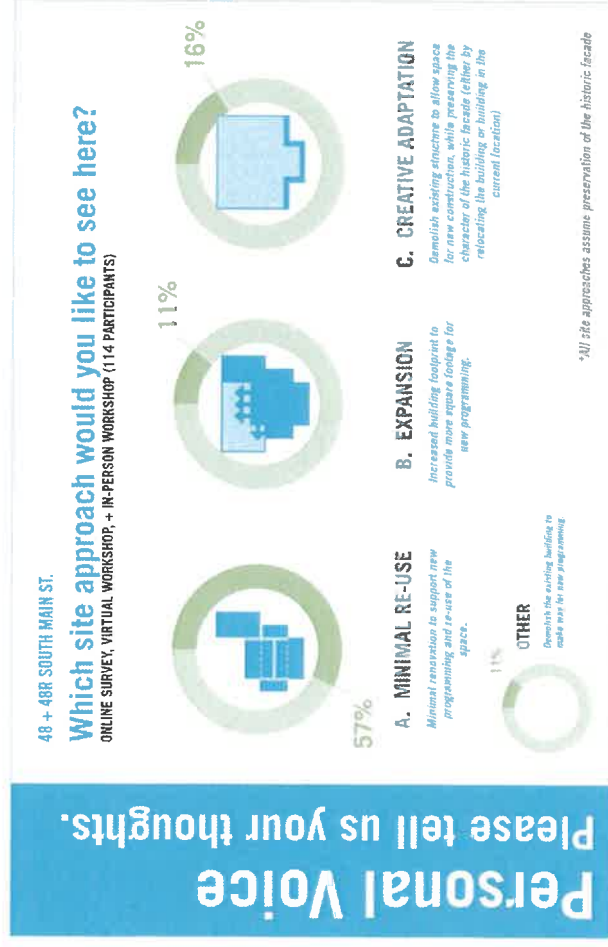 48 + 48R SOUTH MAIN ST.
Which site approach would you like to see here?
ONLINE SURVEY, VIRTUAL WORKSHOP, + IN-PERSON WORKSHOP (114 PARTICIPANTS)
57%
11%
16%
A. MINIMAL RE-USE
Minimal renovation to support new
programming and re-use of the
space.
B. EXPANSION
Increased building footprint to
provide more square footage for
new programming.
C. CREATIVE ADAPTATION
Demolish existing structure to allow space
for new construction, while preserving the
character of the historic facade (either by
relocating the building or building in the
current location)
11%
OTHER
Demolish the existing building to
make way for new programming.
*All site approaches assume preservation of the historic facade
Personal Voice
Please tell us your thoughts.